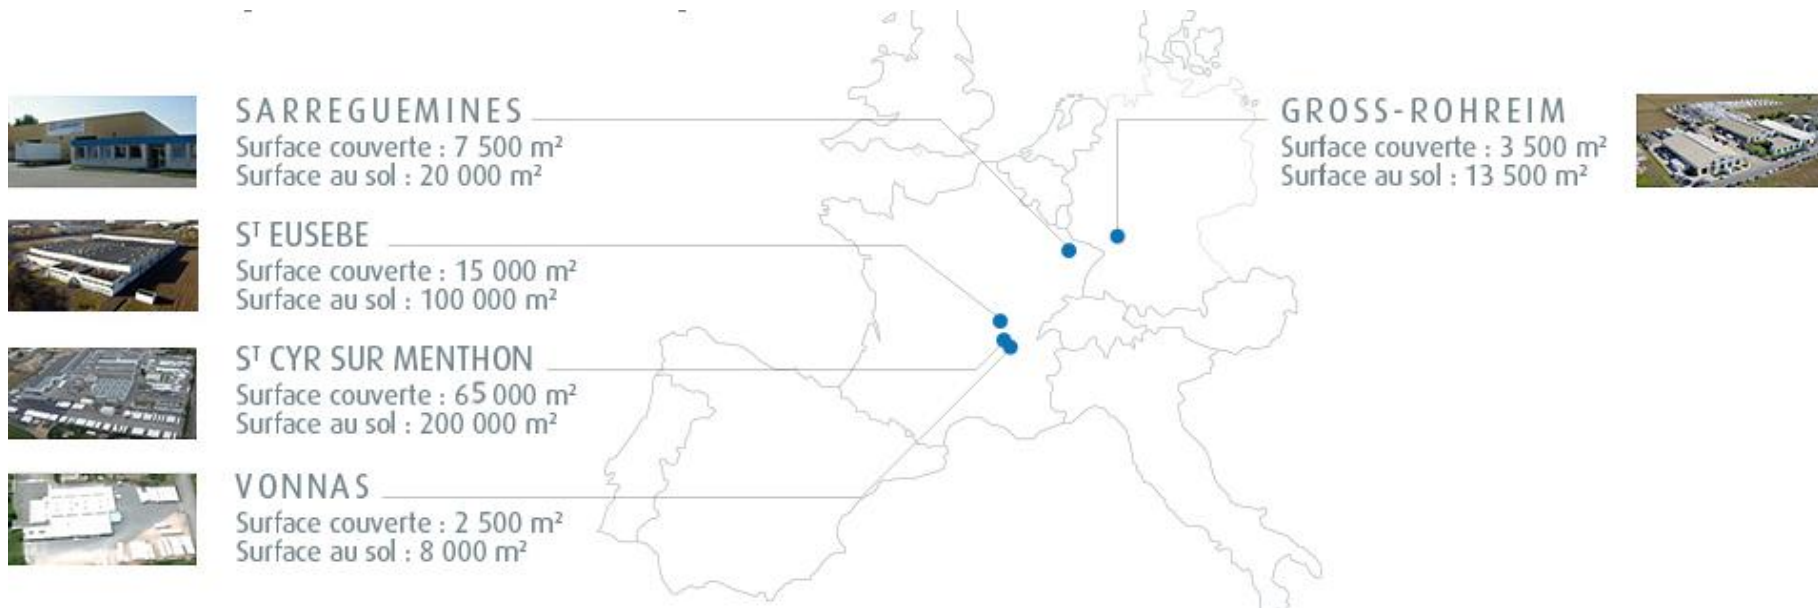 SARREGUEMINES
Surface couverte : 7 500 m²
Surface au sol : 20 000 m²
Sᵀ EUSEBE
Surface couverte : 15 000 m²
Surface au sol : 100 000 m²
Sᵀ CYR SUR MENTHON
Surface couverte : 65 000 m²
Surface au sol : 200 000 m²
VONNAS
Surface couverte : 2 500 m²
Surface au sol : 8 000 m²
GROSS-ROHREIM
Surface couverte : 3 500 m²
Surface au sol : 13 500 m²